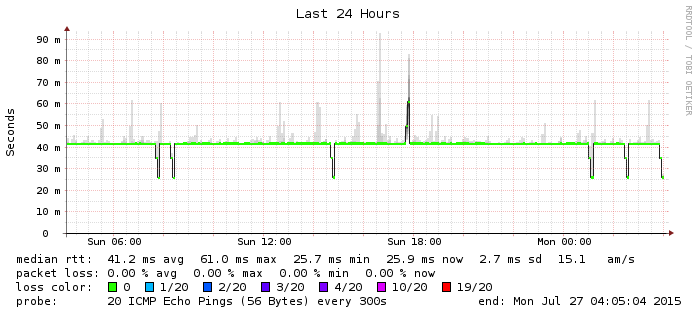 Last 24 Hours
RRDTOOL / TOBI OETIKER
Seconds
90 m
80 m
70 m
60 m
50 m
40 m
30 m
20 m
10 m
0
Sun 06:00 Sun 12:00 Sun 18:00 Mon 00:00
median rtt: 41.2 ms avg 61.0 ms max 25.7 ms min 25.9 ms now 2.7 ms sd 15.1 am/s
packet loss: 0.00 % avg 0.00 % max 0.00 % min 0.00 % now
loss color: 0 1/20 2/20 3/20 4/20 10/20 19/20
probe: 20 ICMP Echo Pings (56 Bytes) every 300s end: Mon Jul 27 04:05:04 2015